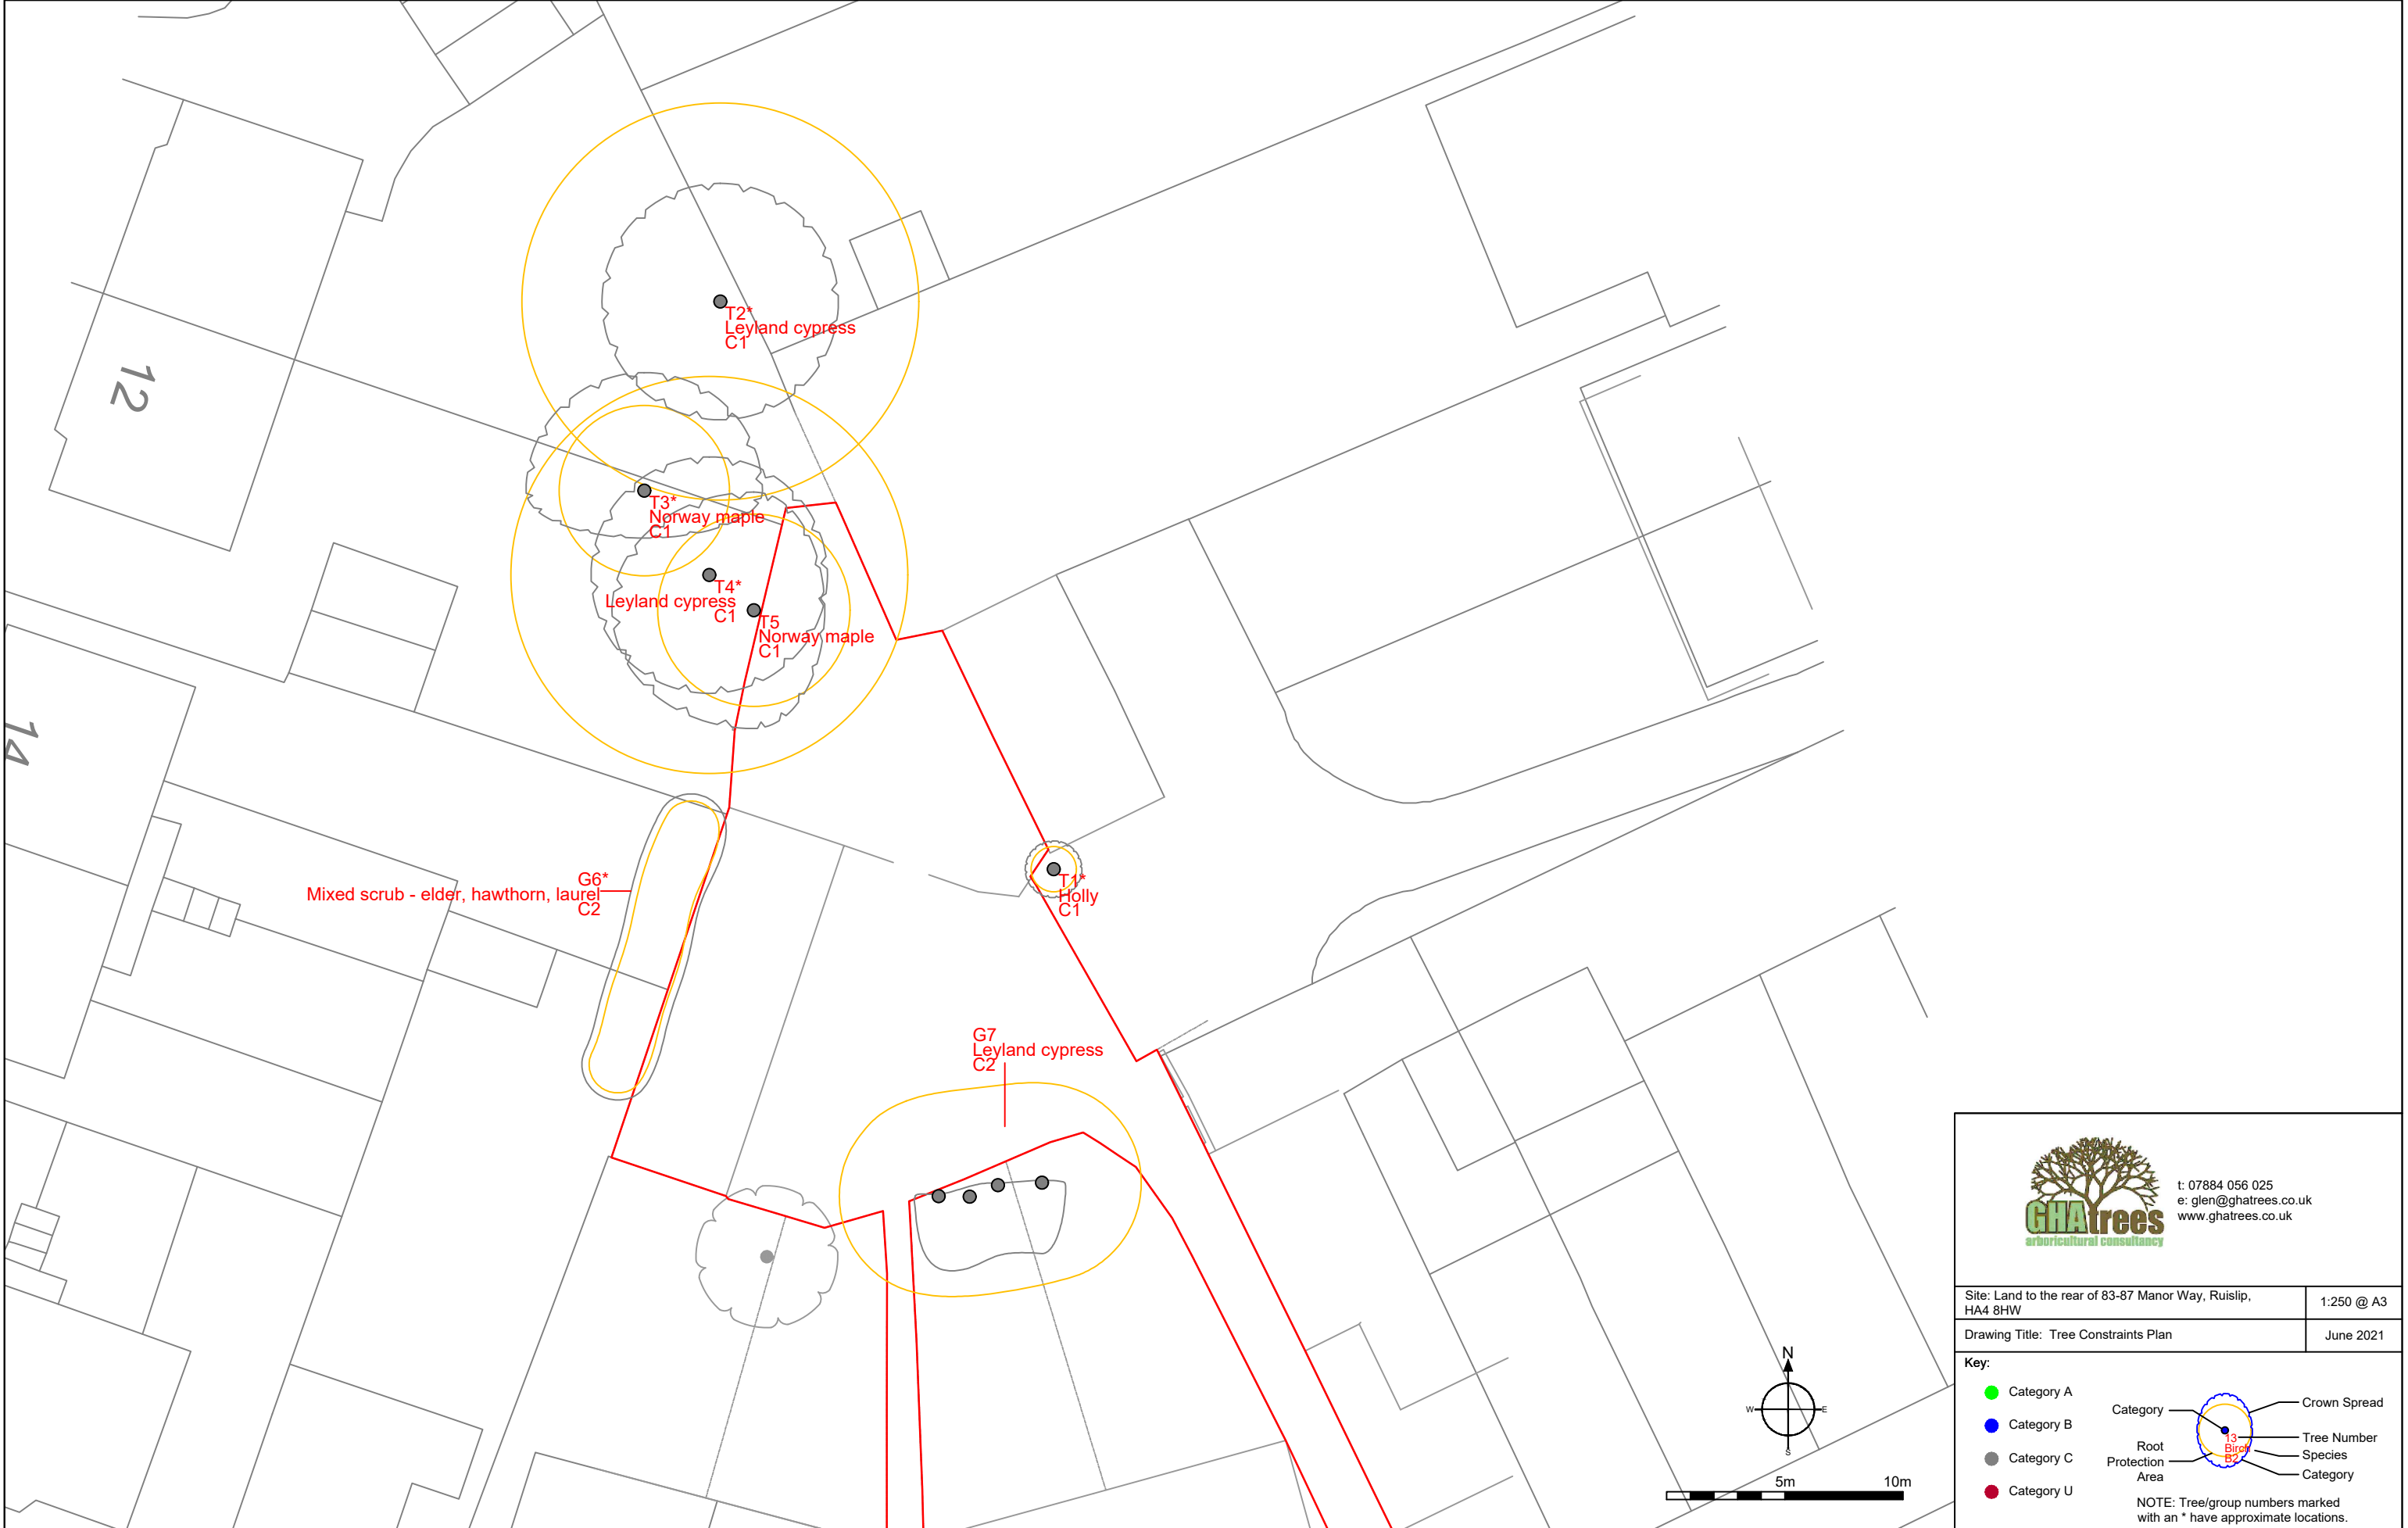 12
14
T2*
Leyland cypress
C1
T3*
Norway maple
C1
T4*
Leyland cypress
C1
T5
Norway maple
C1
G6*
Mixed scrub - elder, hawthorn, laurel
C2
T1*
Holly
C1
G7
Leyland cypress
C2
N
W
E
S
5m
10m
GHAtrees
arboricultural consultancy
t: 07884 056 025
e: glen@ghatrees.co.uk
www.ghatrees.co.uk
Site: Land to the rear of 83-87 Manor Way, Ruislip,
HA4 8HW
1:250 @ A3
Drawing Title: Tree Constraints Plan
June 2021
Key:
Category A
Category B
Category C
Category U
Category
Root
Protection
Area
13
Birch
B2
Crown Spread
Tree Number
Species
Category
NOTE: Tree/group numbers marked
with an * have approximate locations.